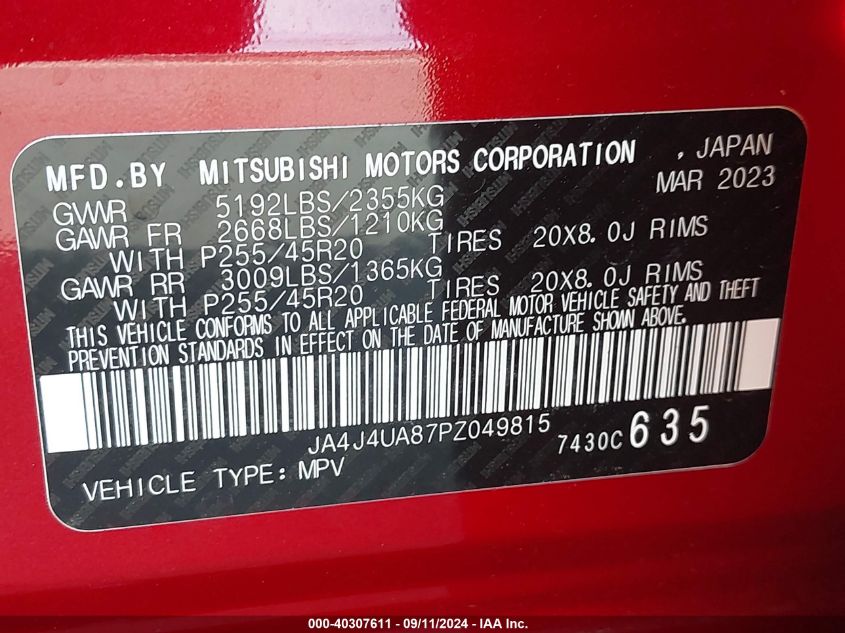 MFD.BY MITSUBISHI MOTORS CORPORATION , JAPAN
MAR 2023
GVWR 5192LBS/2355KG
GAWR FR 2668LBS/1210KG
WITH P255/45R20 TIRES 20X8.0J RIMS
GAWR RR 3009LBS/1365KG
WITH P255/45R20 TIRES 20X8.0J RIMS
THIS VEHICLE CONFORMS TO ALL APPLICABLE FEDERAL MOTOR VEHICLE SAFETY AND THEFT
PREVENTION STANDARDS IN EFFECT ON THE DATE OF MANUFACTURE SHOWN ABOVE.
JA4J4UA87PZ049815 7430C 635
VEHICLE TYPE: MPV
000-40307611 - 09/11/2024 - IAA Inc.